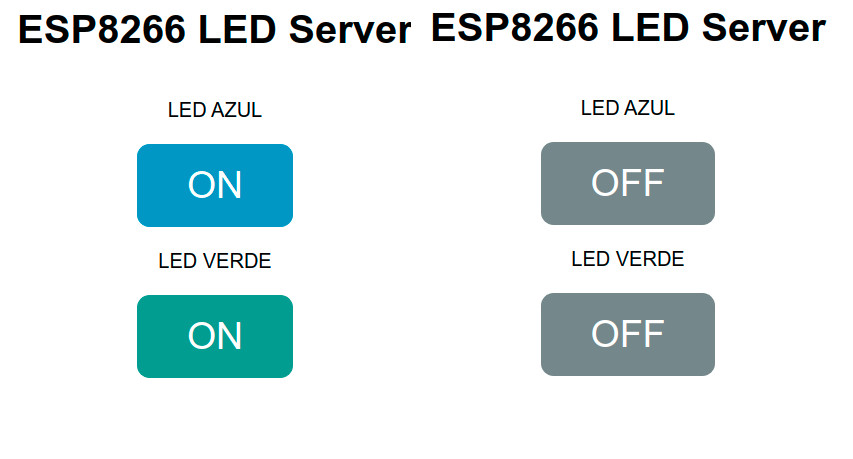 ESP8266 LED Server
LED AZUL
ON
LED VERDE
ON
ESP8266 LED Server
LED AZUL
OFF
LED VERDE
OFF